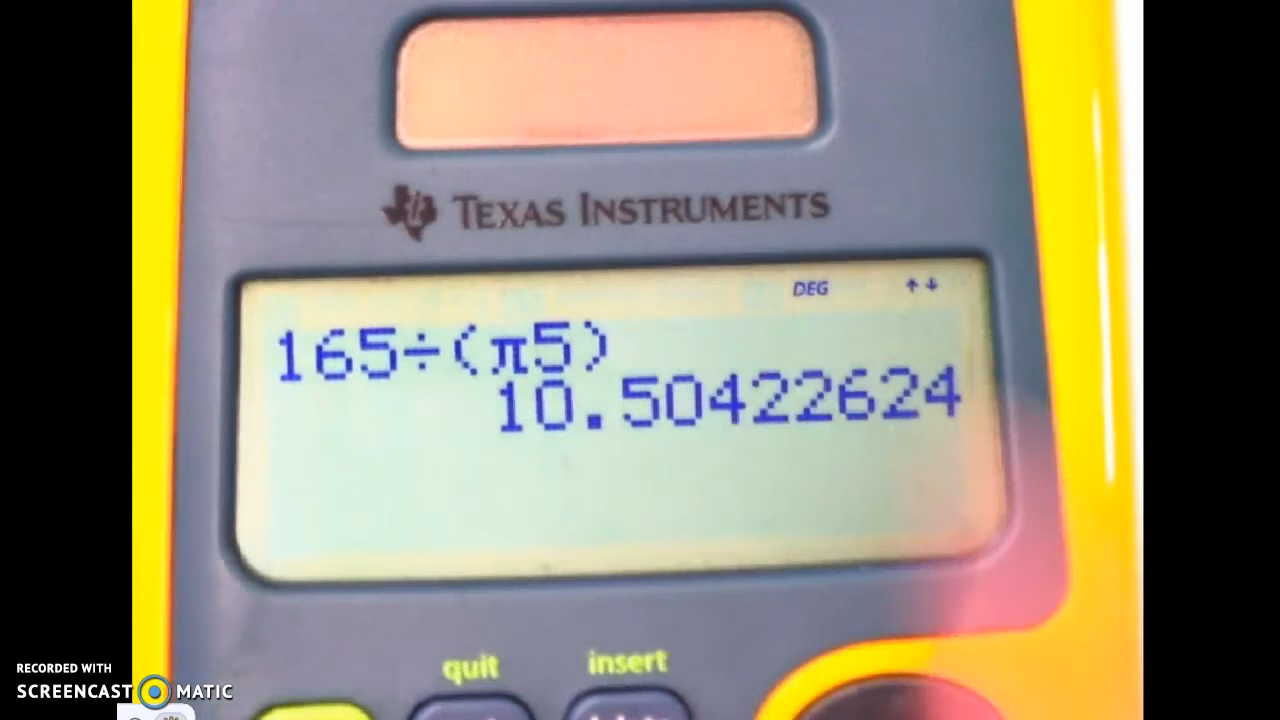 TEXAS INSTRUMENTS
DEG ↑↓
165÷(π5)
10.50422624
quit insert
RECORDED WITH
SCREENCAST MATIC